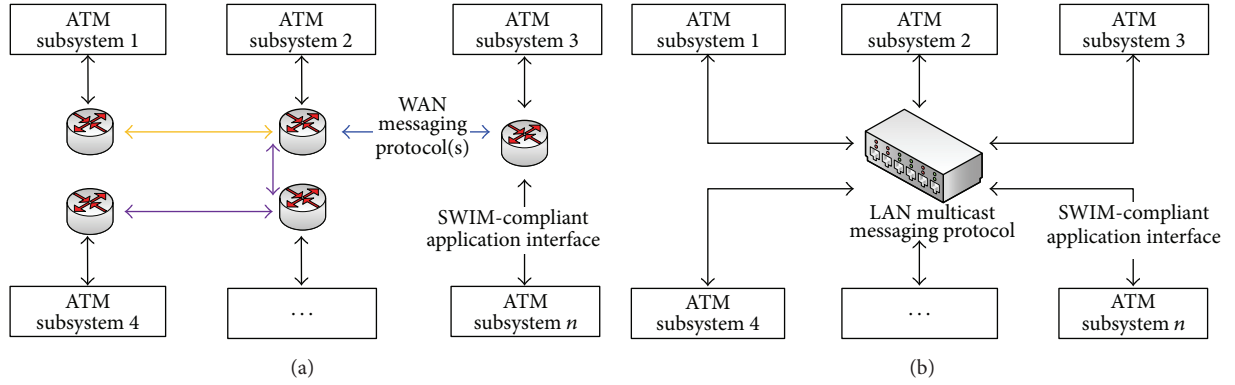 ATM
subsystem 1
ATM
subsystem 2
ATM
subsystem 3
WAN
messaging
protocol(s)
SWIM-compliant
application interface
ATM
subsystem 4
...
ATM
subsystem n
(a)
ATM
subsystem 1
ATM
subsystem 2
ATM
subsystem 3
LAN multicast
messaging protocol
SWIM-compliant
application interface
ATM
subsystem 4
...
ATM
subsystem n
(b)